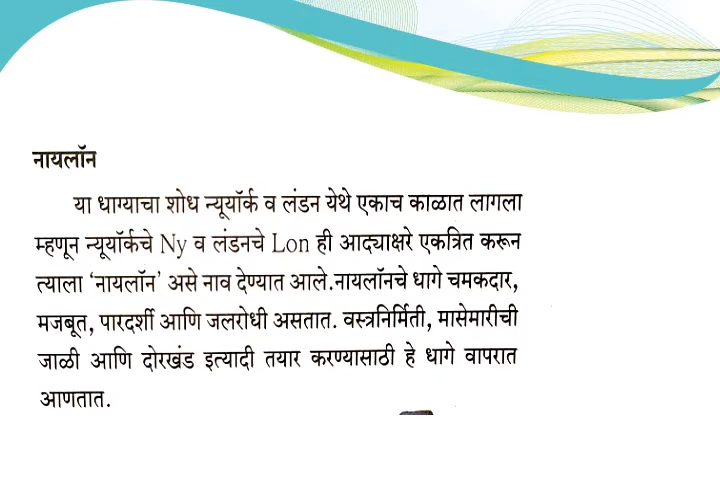 नायलॉन
या धाग्याचा शोध न्यूयॉर्क व लंडन येथे एकाच काळात लागला
म्हणून न्यूयॉर्कचे Ny व लंडनचे Lon ही आद्याक्षरे एकत्रित करून
त्याला ‘नायलॉन’ असे नाव देण्यात आले.नायलॉनचे धागे चमकदार,
मजबूत, पारदर्शी आणि जलरोधी असतात. वस्त्रनिर्मिती, मासेमारीची
जाळी आणि दोरखंड इत्यादी तयार करण्यासाठी हे धागे वापरात
आणतात.